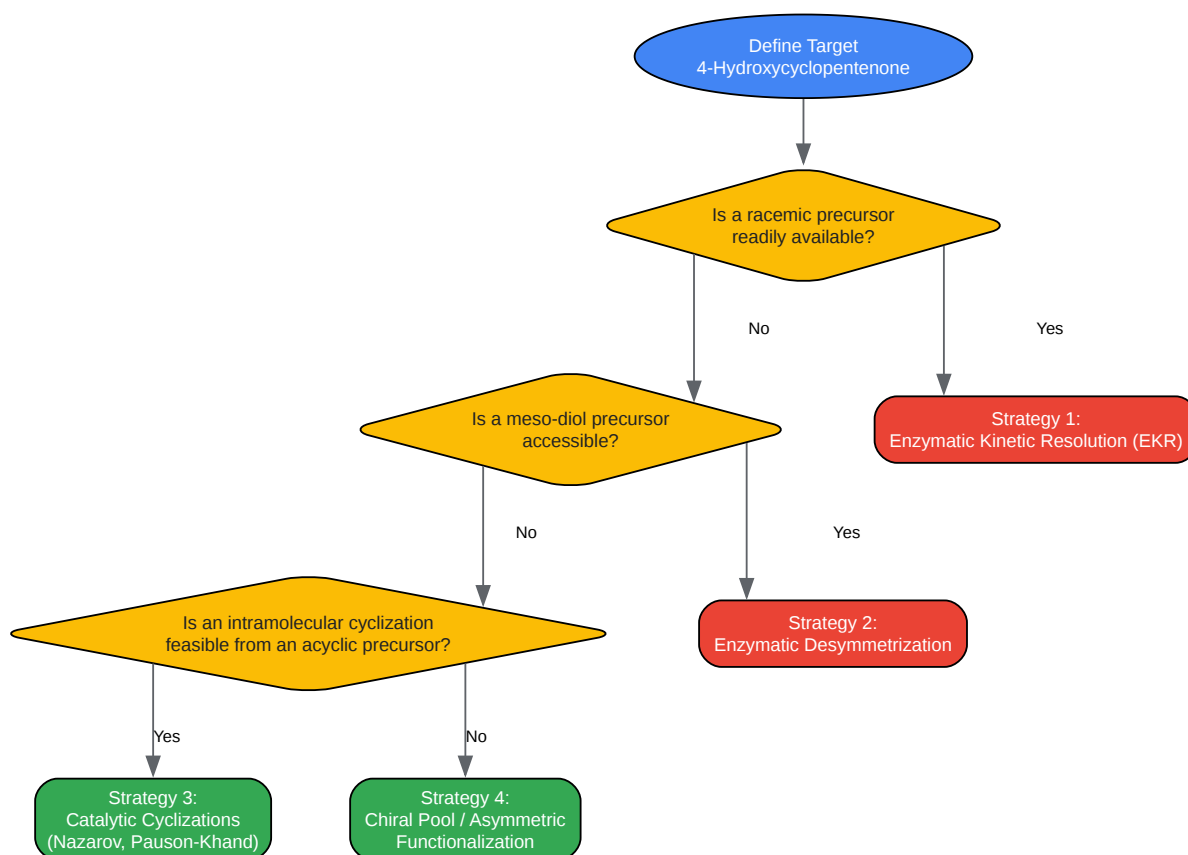 Define Target
4-Hydroxycyclopentenone
Is a racemic precursor
readily available?
No
Yes
Is a meso-diol precursor
accessible?
Strategy 1:
Enzymatic Kinetic Resolution (EKR)
No
Yes
Is an intramolecular cyclization
feasible from an acyclic precursor?
Strategy 2:
Enzymatic Desymmetrization
Yes
No
Strategy 3:
Catalytic Cyclizations
(Nazarov, Pauson-Khand)
Strategy 4:
Chiral Pool / Asymmetric
Functionalization